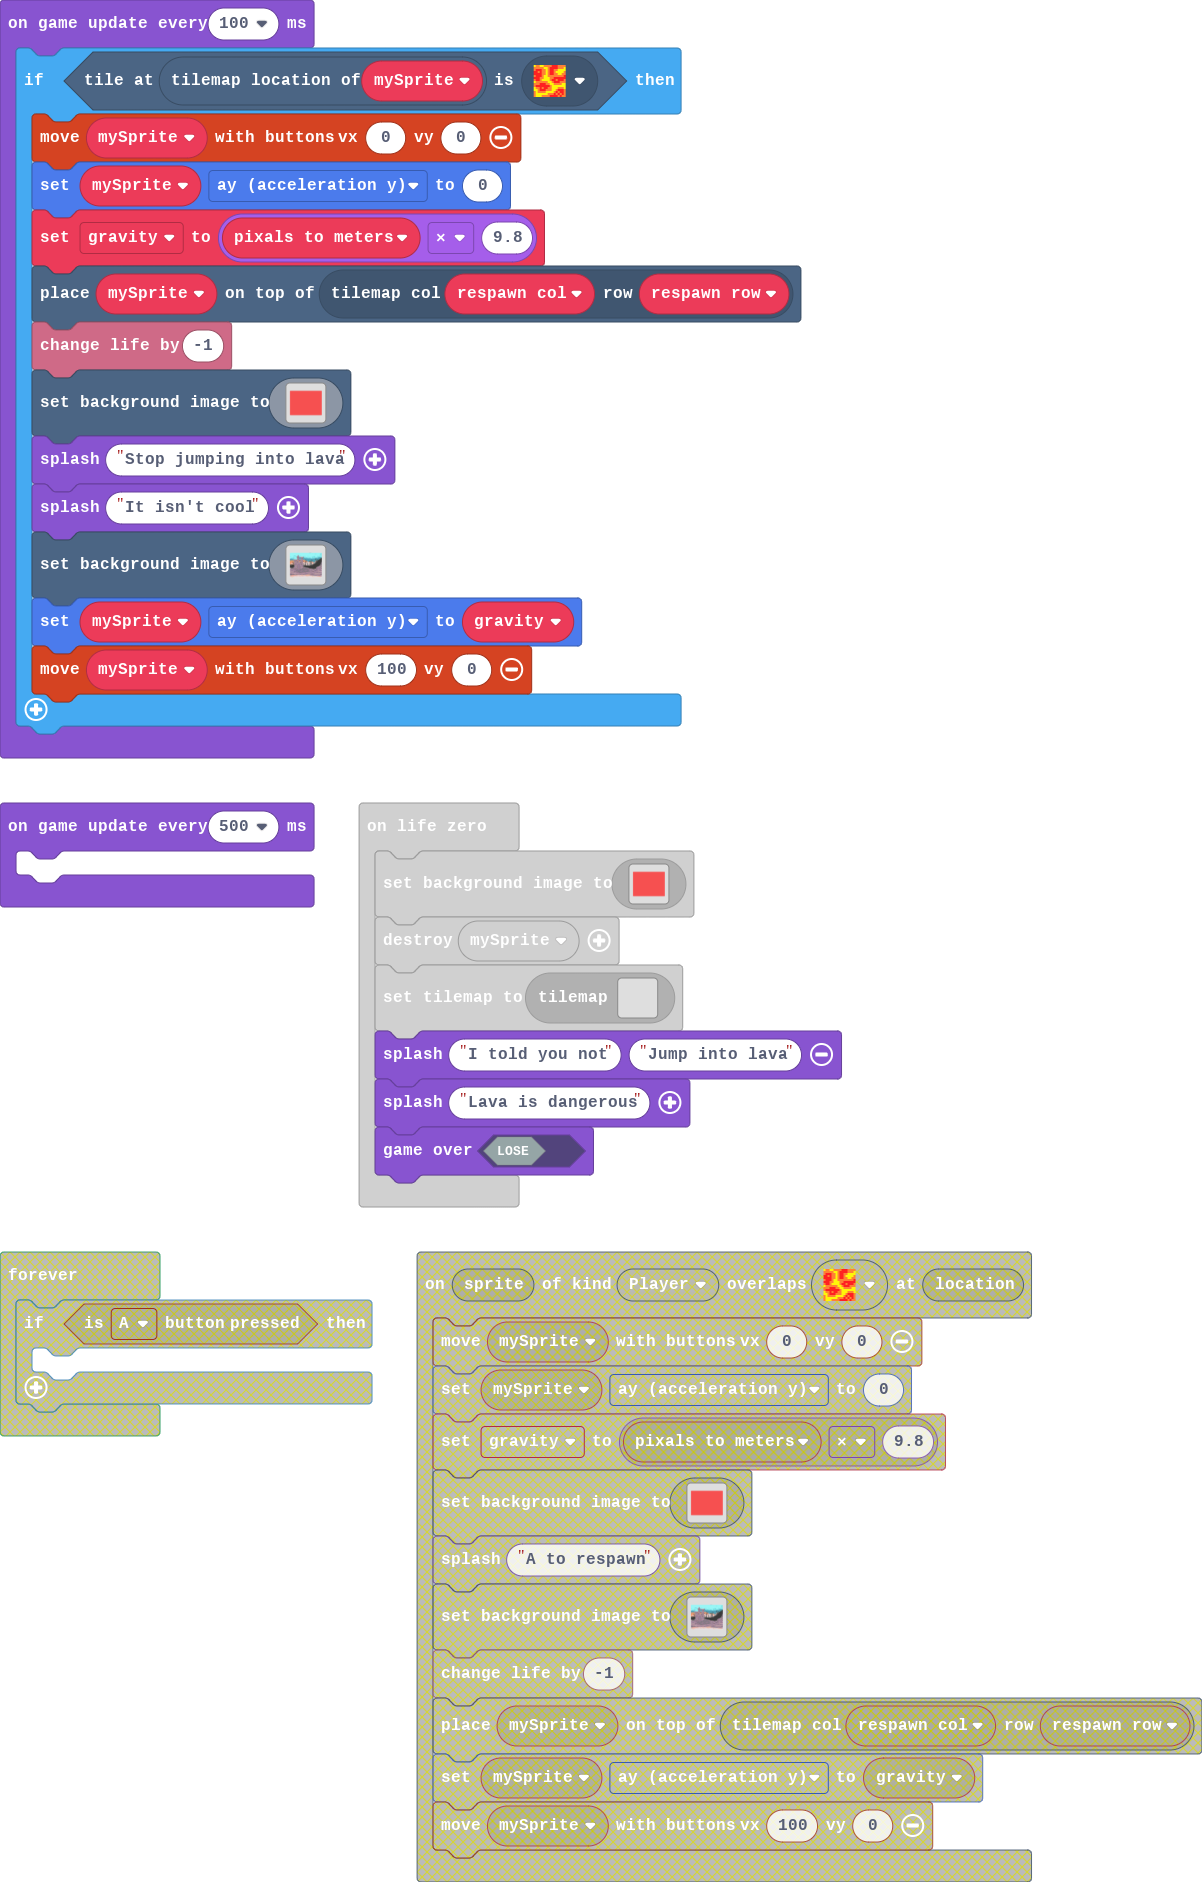 on game update every 100 ms
if tile at tilemap location of mySprite is then
move mySprite with buttons vx 0 vy 0
set mySprite ay (acceleration y) to 0
set gravity to pixals to meters × 9.8
place mySprite on top of tilemap col respawn col row respawn row
change life by -1
set background image to
splash "Stop jumping into lava"
splash "It isn't cool"
set background image to
set mySprite ay (acceleration y) to gravity
move mySprite with buttons vx 100 vy 0
on game update every 500 ms
on life zero
set background image to
destroy mySprite
set tilemap to tilemap
splash "I told you not" "Jump into lava"
splash "Lava is dangerous"
game over LOSE
forever
if is A button pressed then
on sprite of kind Player overlaps at location
move mySprite with buttons vx 0 vy 0
set mySprite ay (acceleration y) to 0
set gravity to pixals to meters × 9.8
set background image to
splash "A to respawn"
set background image to
change life by -1
place mySprite on top of tilemap col respawn col row respawn row
set mySprite ay (acceleration y) to gravity
move mySprite with buttons vx 100 vy 0